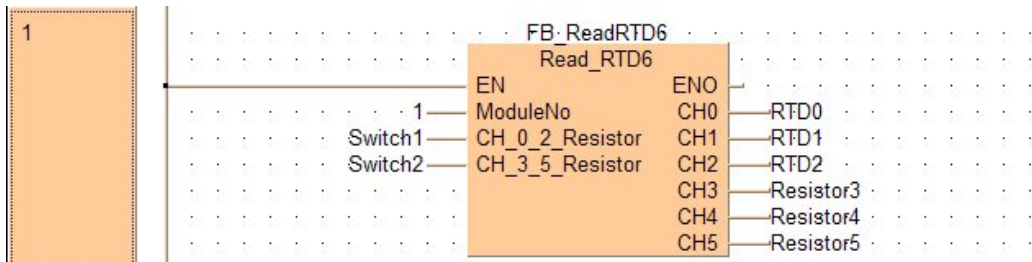 1
FB_ReadRTD6
Read_RTD6
EN ENO
1 ModuleNo CH0 RTD0
Switch1 CH_0_2_Resistor CH1 RTD1
Switch2 CH_3_5_Resistor CH2 RTD2
CH3 Resistor3
CH4 Resistor4
CH5 Resistor5